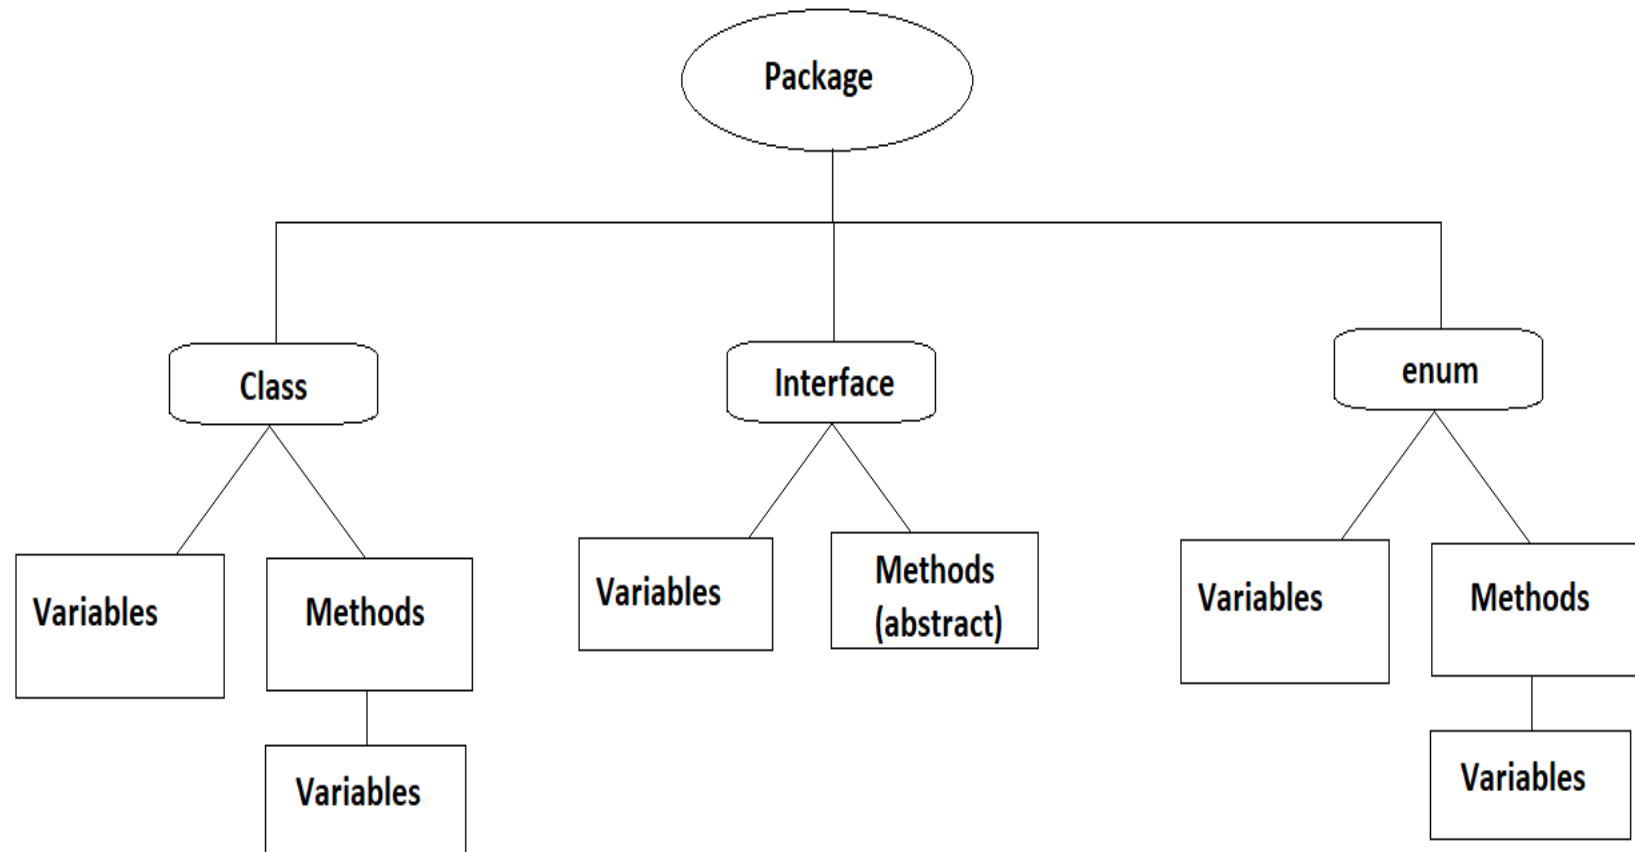 Package
Class
Interface
enum
Variables
Methods
Variables
Methods
(abstract)
Variables
Methods
Variables
Variables